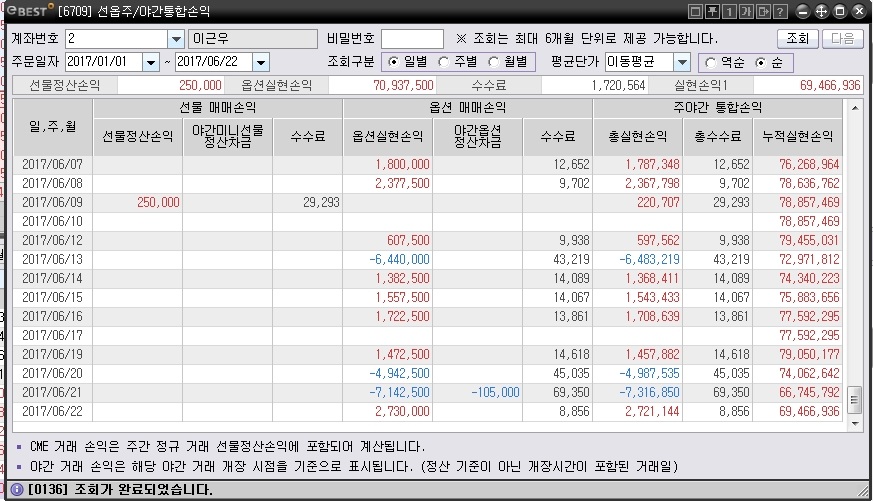 eBEST [6709] 선옵주/야간통합손익
계좌번호 2 이근우 비밀번호 ※ 조회는 최대 6개월 단위로 제공 가능합니다. 조회 다음
주문일자 2017/01/01 ~ 2017/06/22 조회구분 일별 주별 월별 평균단가 이동평균 역순 순
선물정산손익 250,000 옵션실현손익 70,937,500 수수료 1,720,564 실현손익1 69,466,936
일,주,월 선물 매매손익 옵션 매매손익 주야간 통합손익
선물정산손익 야간미니선물 정산차금 수수료 옵션실현손익 야간옵션 정산차금 수수료 총실현손익 총수수료 누적실현손익
2017/06/07 1,800,000 12,652 1,787,348 12,652 76,268,964
2017/06/08 2,377,500 9,702 2,367,798 9,702 78,636,762
2017/06/09 250,000 29,293 220,707 29,293 78,857,469
2017/06/10 78,857,469
2017/06/12 607,500 9,938 597,562 9,938 79,455,031
2017/06/13 -6,440,000 43,219 -6,483,219 43,219 72,971,812
2017/06/14 1,382,500 14,089 1,368,411 14,089 74,340,223
2017/06/15 1,557,500 14,067 1,543,433 14,067 75,883,656
2017/06/16 1,722,500 13,861 1,708,639 13,861 77,592,295
2017/06/17 77,592,295
2017/06/19 1,472,500 14,618 1,457,882 14,618 79,050,177
2017/06/20 -4,942,500 45,035 -4,987,535 45,035 74,062,642
2017/06/21 -7,142,500 -105,000 69,350 -7,316,850 69,350 66,745,792
2017/06/22 2,730,000 8,856 2,721,144 8,856 69,466,936
▪ CME 거래 손익은 주간 정규 거래 선물정산손익에 포함되어 계산됩니다.
▪ 야간 거래 손익은 해당 야간 거래 개장 시점을 기준으로 표시됩니다. (정산 기준이 아닌 개장시간이 포함된 거래일)
[0136] 조회가 완료되었습니다.